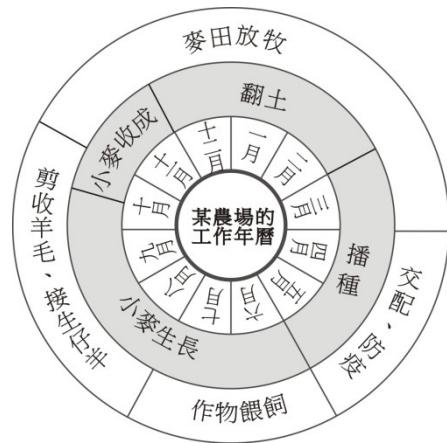 麥田放牧
翻土
小麥收成
播種
小麥生長
剪收羊毛、接生仔羊
交配、防疫
作物餵飼
一月
二月
三月
四月
五月
六月
七月
八月
九月
十月
十一月
十二月
某農場的
工作年曆